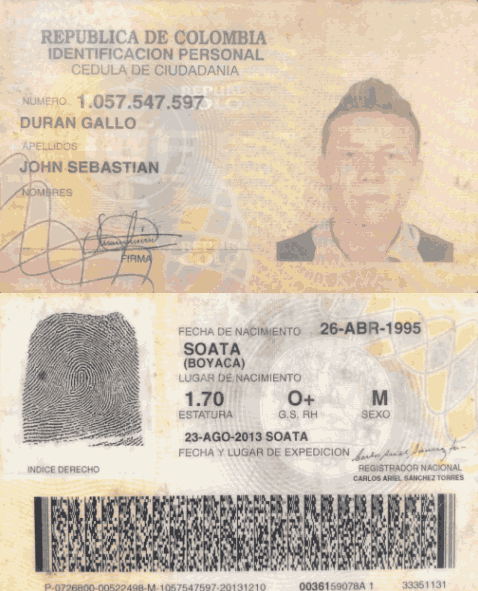 REPUBLICA DE COLOMBIA
IDENTIFICACION PERSONAL
CEDULA DE CIUDADANIA
NUMERO 1.057.547.597
DURAN GALLO
APELLIDOS
JOHN SEBASTIAN
NOMBRES
FIRMA
FECHA DE NACIMIENTO 26-ABR-1995
SOATA
(BOYACA)
LUGAR DE NACIMIENTO
1.70 O+ M
ESTATURA G.S. RH SEXO
23-AGO-2013 SOATA
FECHA Y LUGAR DE EXPEDICION
INDICE DERECHO
REGISTRADOR NACIONAL
CARLOS ARIEL SANCHEZ TORRES
P-0726800-00522498-M-1057547597-20131210 0036159078A 1 33351131